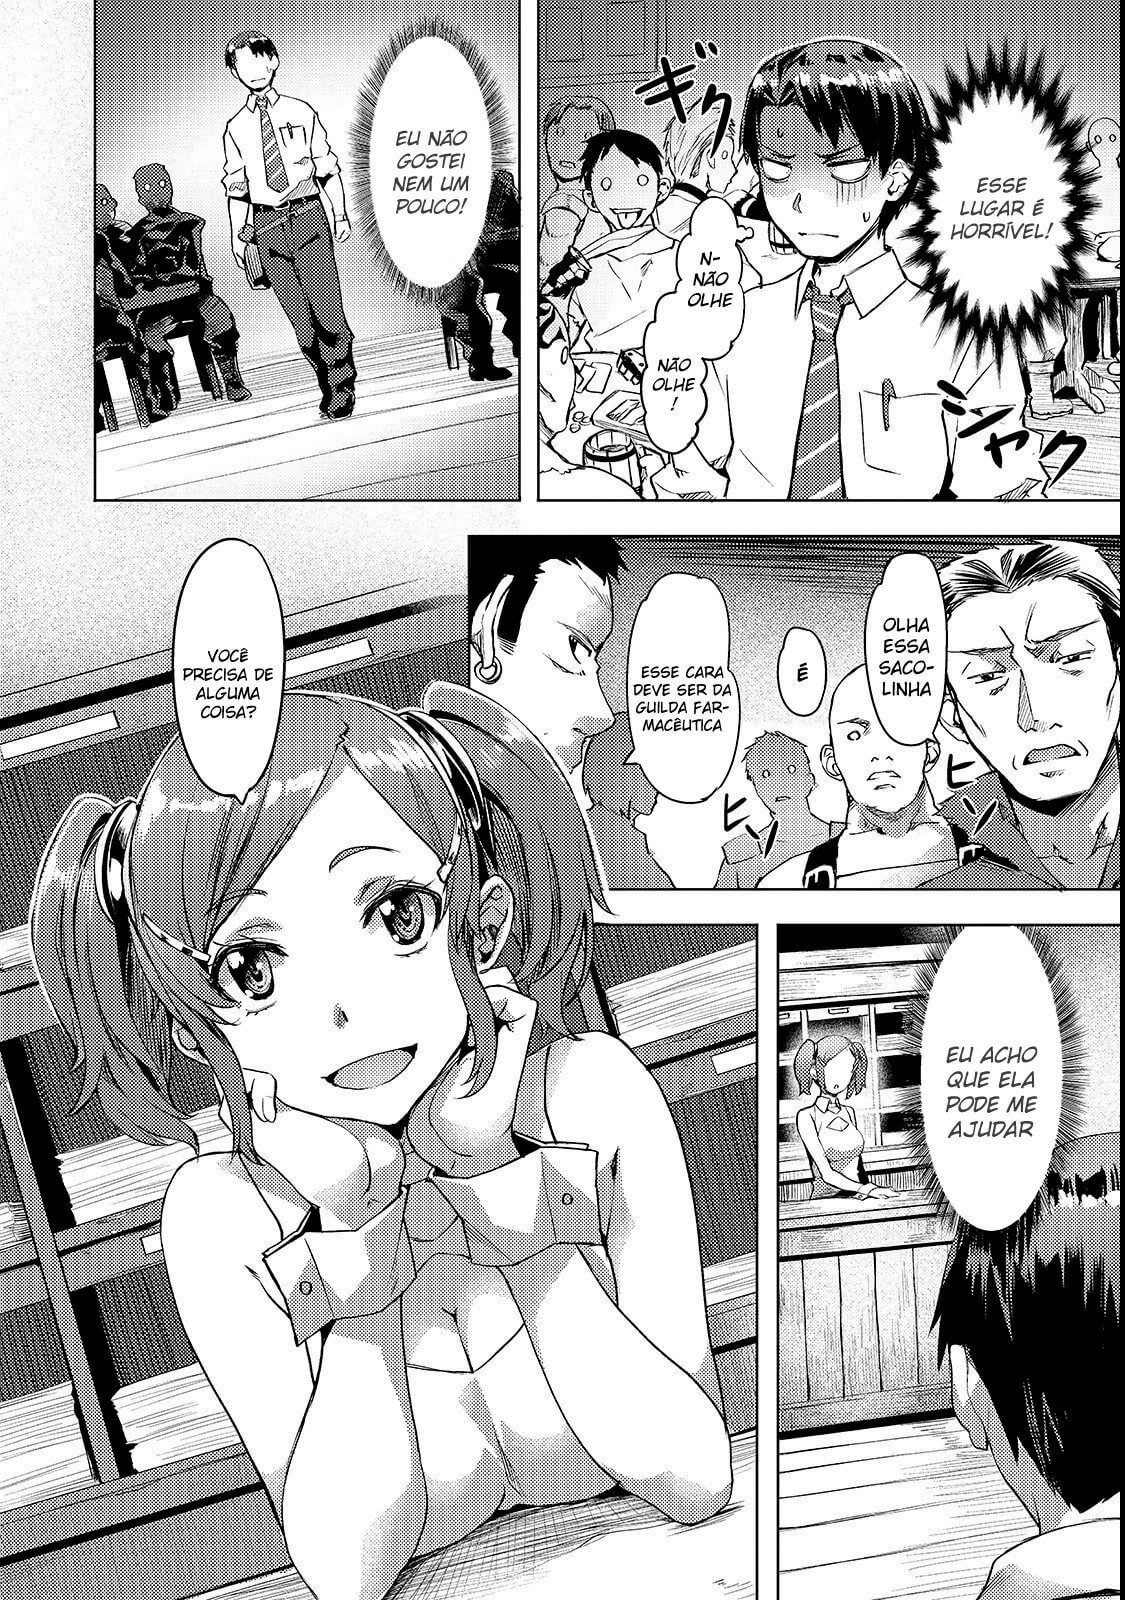 ESSE
LUGAR É
HORRÍVEL!
ギク
N-
NÃO
OLHE
NÃO
OLHE
!
シャク
EU NÃO
GOSTEI
NEM UM
POUCO!
OLHA
ESSA
SACO-
LINHA
É
ESSE CARA
DEVE SER DA
GUILDA FAR-
MACÊUTICA
ヒソ
ヒソ
EU ACHO
QUE ELA
PODE ME
AJUDAR
VOCÊ
PRECISA DE
ALGUMA
COISA?